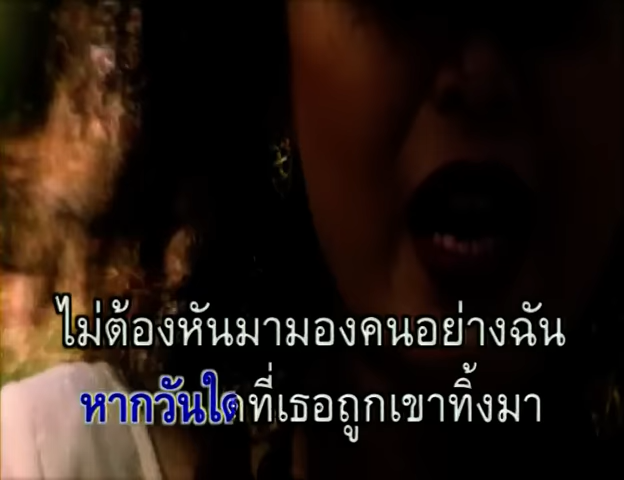 ไม่ต้องหันมามองคนอย่างฉัน
หากวันใดที่เธอถูกเขาทิ้งมา